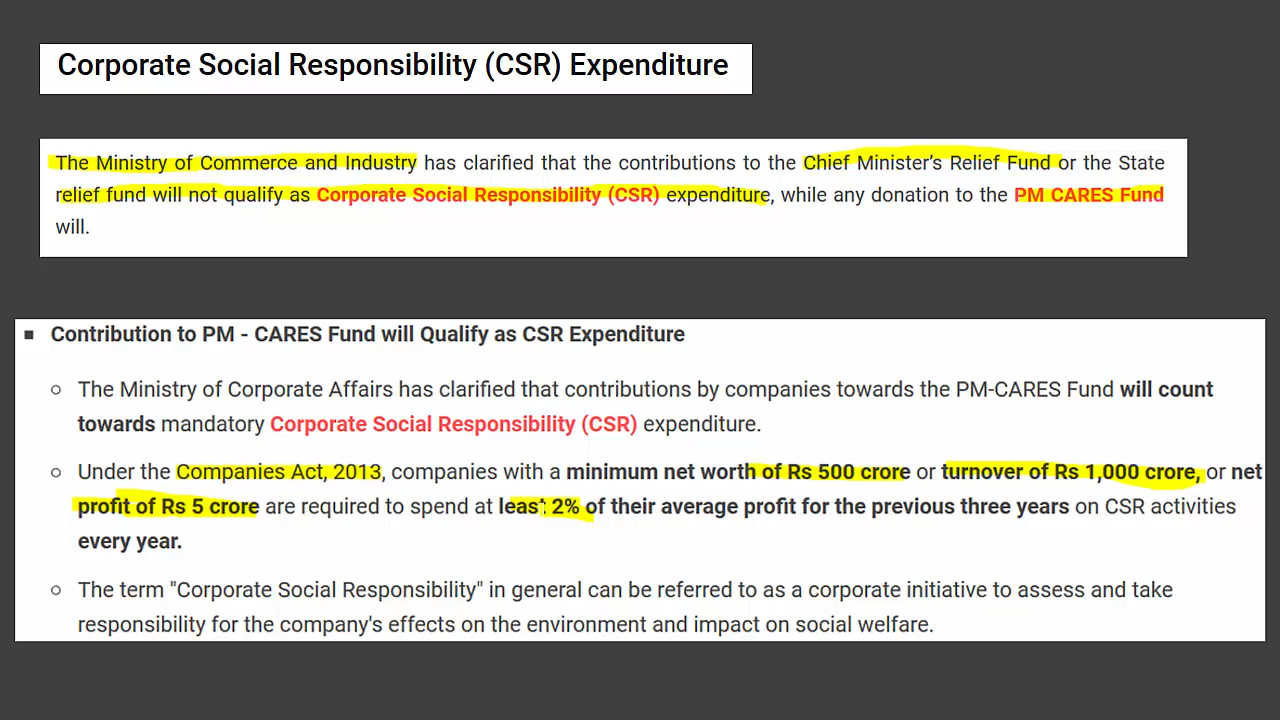 Corporate Social Responsibility (CSR) Expenditure
The Ministry of Commerce and Industry has clarified that the contributions to the Chief Minister's Relief Fund or the State
relief fund will not qualify as Corporate Social Responsibility (CSR) expenditure, while any donation to the PM CARES Fund
will.
▪ Contribution to PM - CARES Fund will Qualify as CSR Expenditure
○ The Ministry of Corporate Affairs has clarified that contributions by companies towards the PM-CARES Fund will count
towards mandatory Corporate Social Responsibility (CSR) expenditure.
○ Under the Companies Act, 2013, companies with a minimum net worth of Rs 500 crore or turnover of Rs 1,000 crore, or net
profit of Rs 5 crore are required to spend at least 2% of their average profit for the previous three years on CSR activities
every year.
○ The term "Corporate Social Responsibility" in general can be referred to as a corporate initiative to assess and take
responsibility for the company's effects on the environment and impact on social welfare.